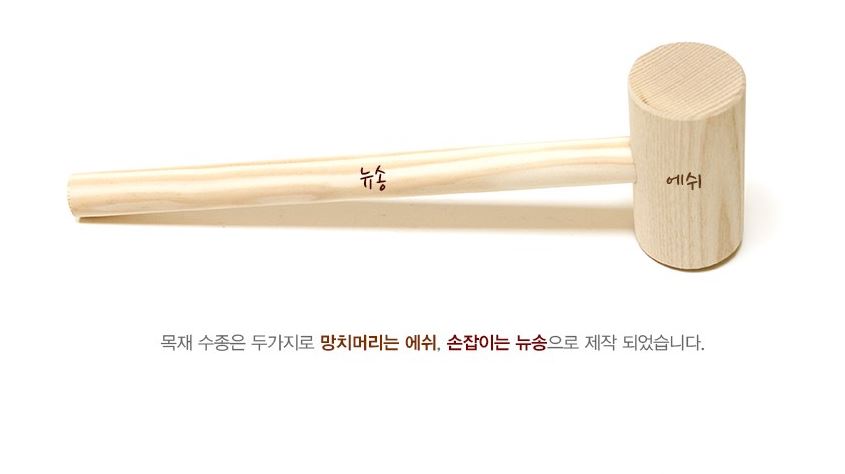 뉴송
에쉬
목재 수종은 두가지로 망치머리는 에쉬, 손잡이는 뉴송으로 제작 되었습니다.